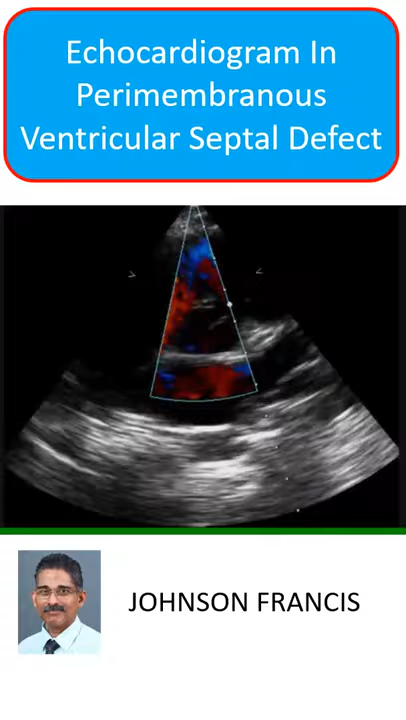 Echocardiogram In
Perimembranous
Ventricular Septal Defect
JOHNSON FRANCIS